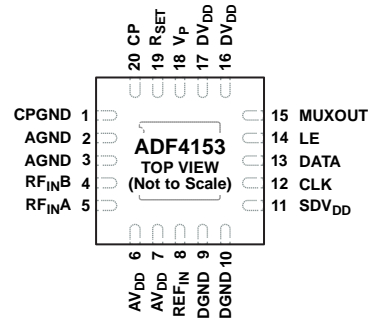 20 CP
19 RSET
18 VP
17 DVDD
16 DVDD
CPGND 1
AGND 2
AGND 3
RFINB 4
RFINA 5
ADF4153
TOP VIEW
(Not to Scale)
15 MUXOUT
14 LE
13 DATA
12 CLK
11 SDVDD
AVDD 6
AVDD 7
REFIN 8
DGND 9
DGND 10